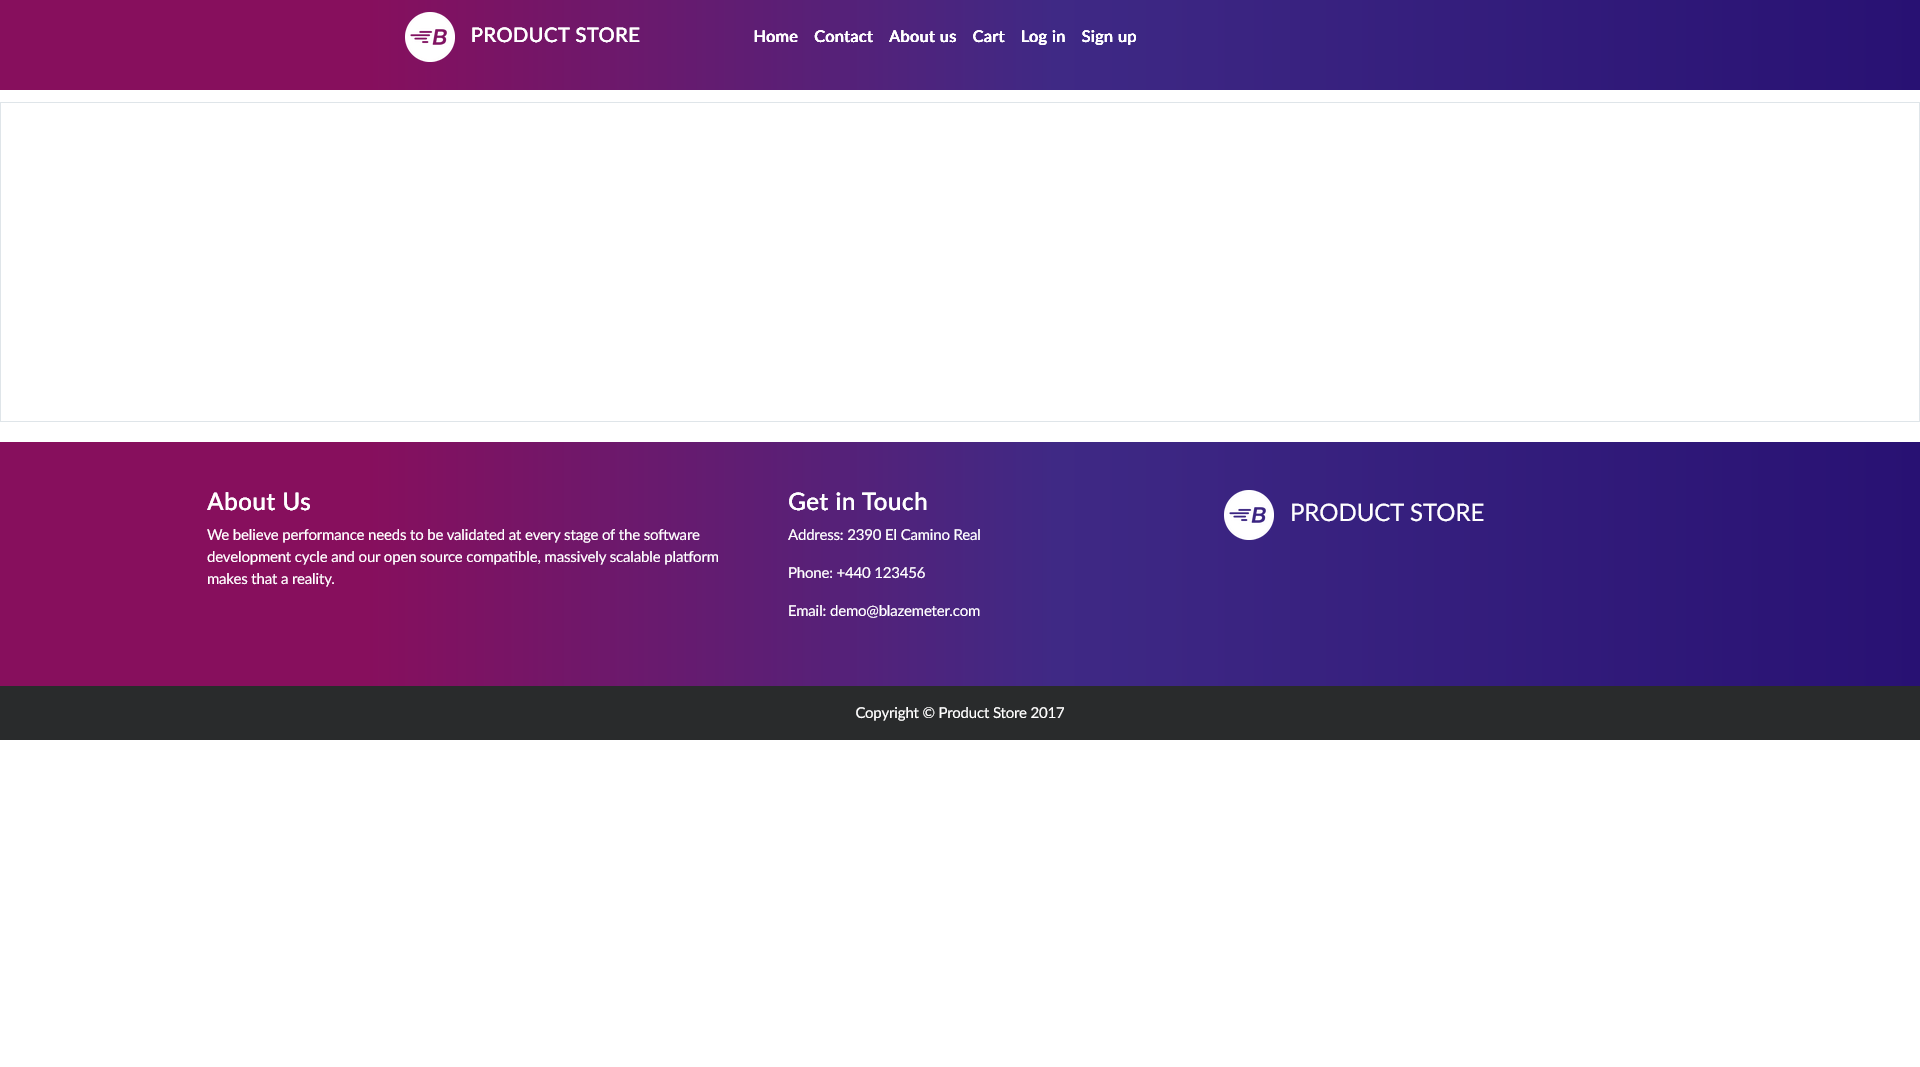 B PRODUCT STORE
Home Contact About us Cart Log in Sign up
About Us
We believe performance needs to be validated at every stage of the software
development cycle and our open source compatible, massively scalable platform
makes that a reality.
Get in Touch
Address: 2390 El Camino Real
Phone: +440 123456
Email: demo@blazemeter.com
B PRODUCT STORE
Copyright © Product Store 2017